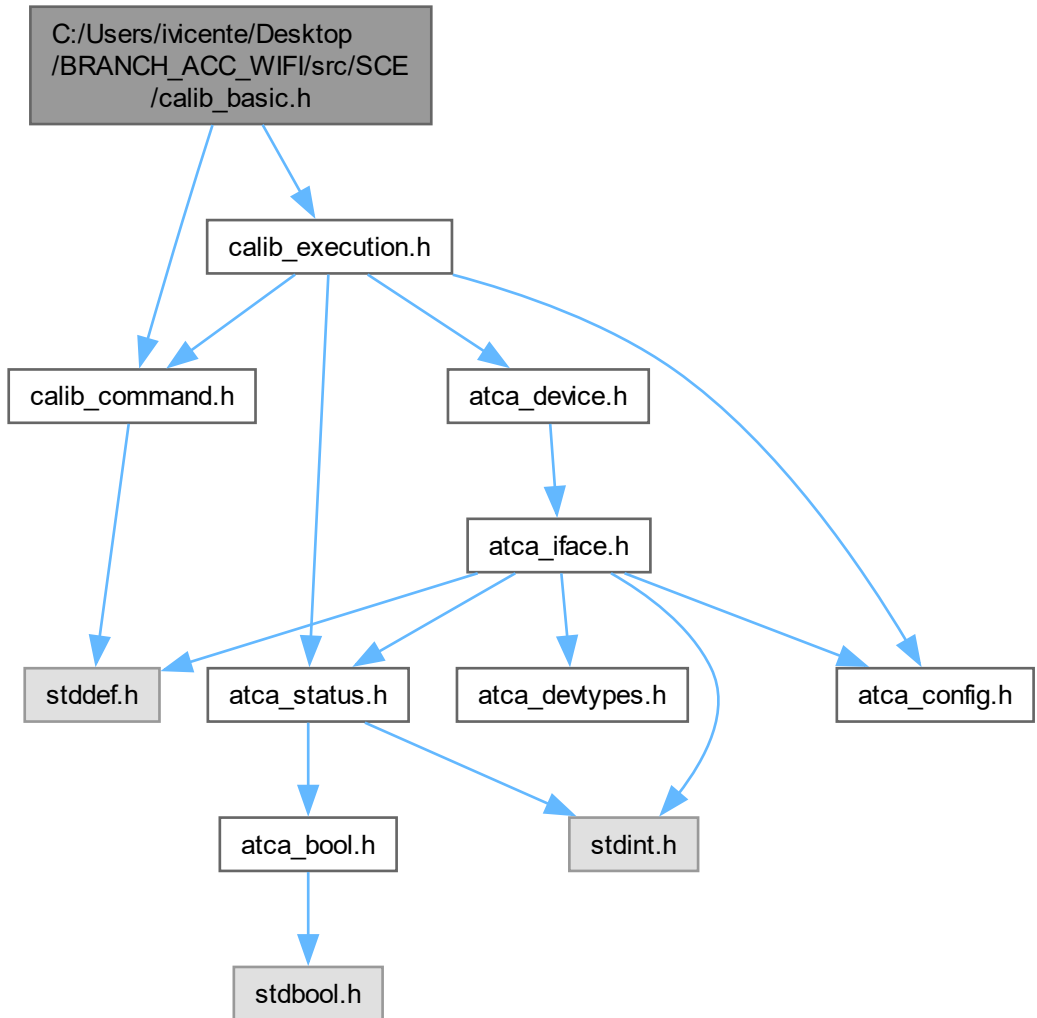 C:/Users/ivicente/Desktop
/BRANCH_ACC_WIFI/src/SCE
/calib_basic.h
calib_execution.h
calib_command.h
atca_device.h
atca_iface.h
stddef.h
atca_status.h
atca_devtypes.h
atca_config.h
atca_bool.h
stdint.h
stdbool.h